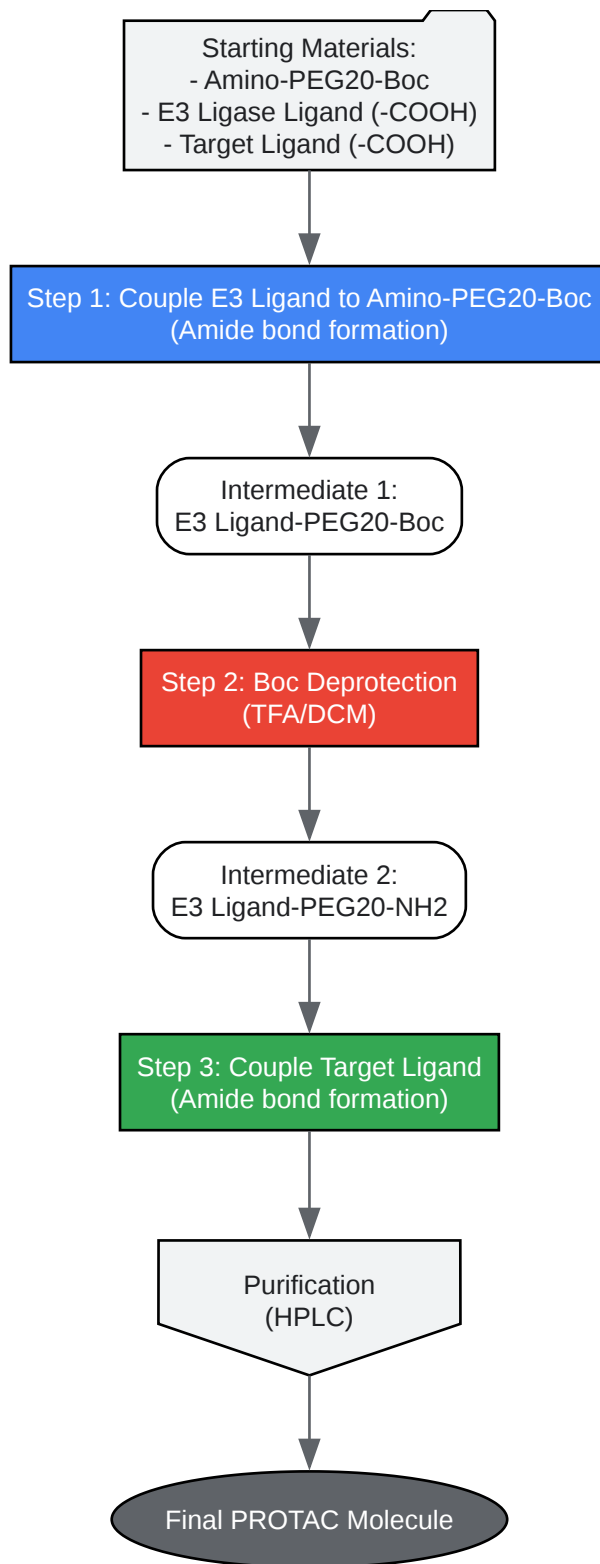 Starting Materials:
- Amino-PEG20-Boc
- E3 Ligase Ligand (-COOH)
- Target Ligand (-COOH)
Step 1: Couple E3 Ligand to Amino-PEG20-Boc
(Amide bond formation)
Intermediate 1:
E3 Ligand-PEG20-Boc
Step 2: Boc Deprotection
(TFA/DCM)
Intermediate 2:
E3 Ligand-PEG20-NH2
Step 3: Couple Target Ligand
(Amide bond formation)
Purification
(HPLC)
Final PROTAC Molecule